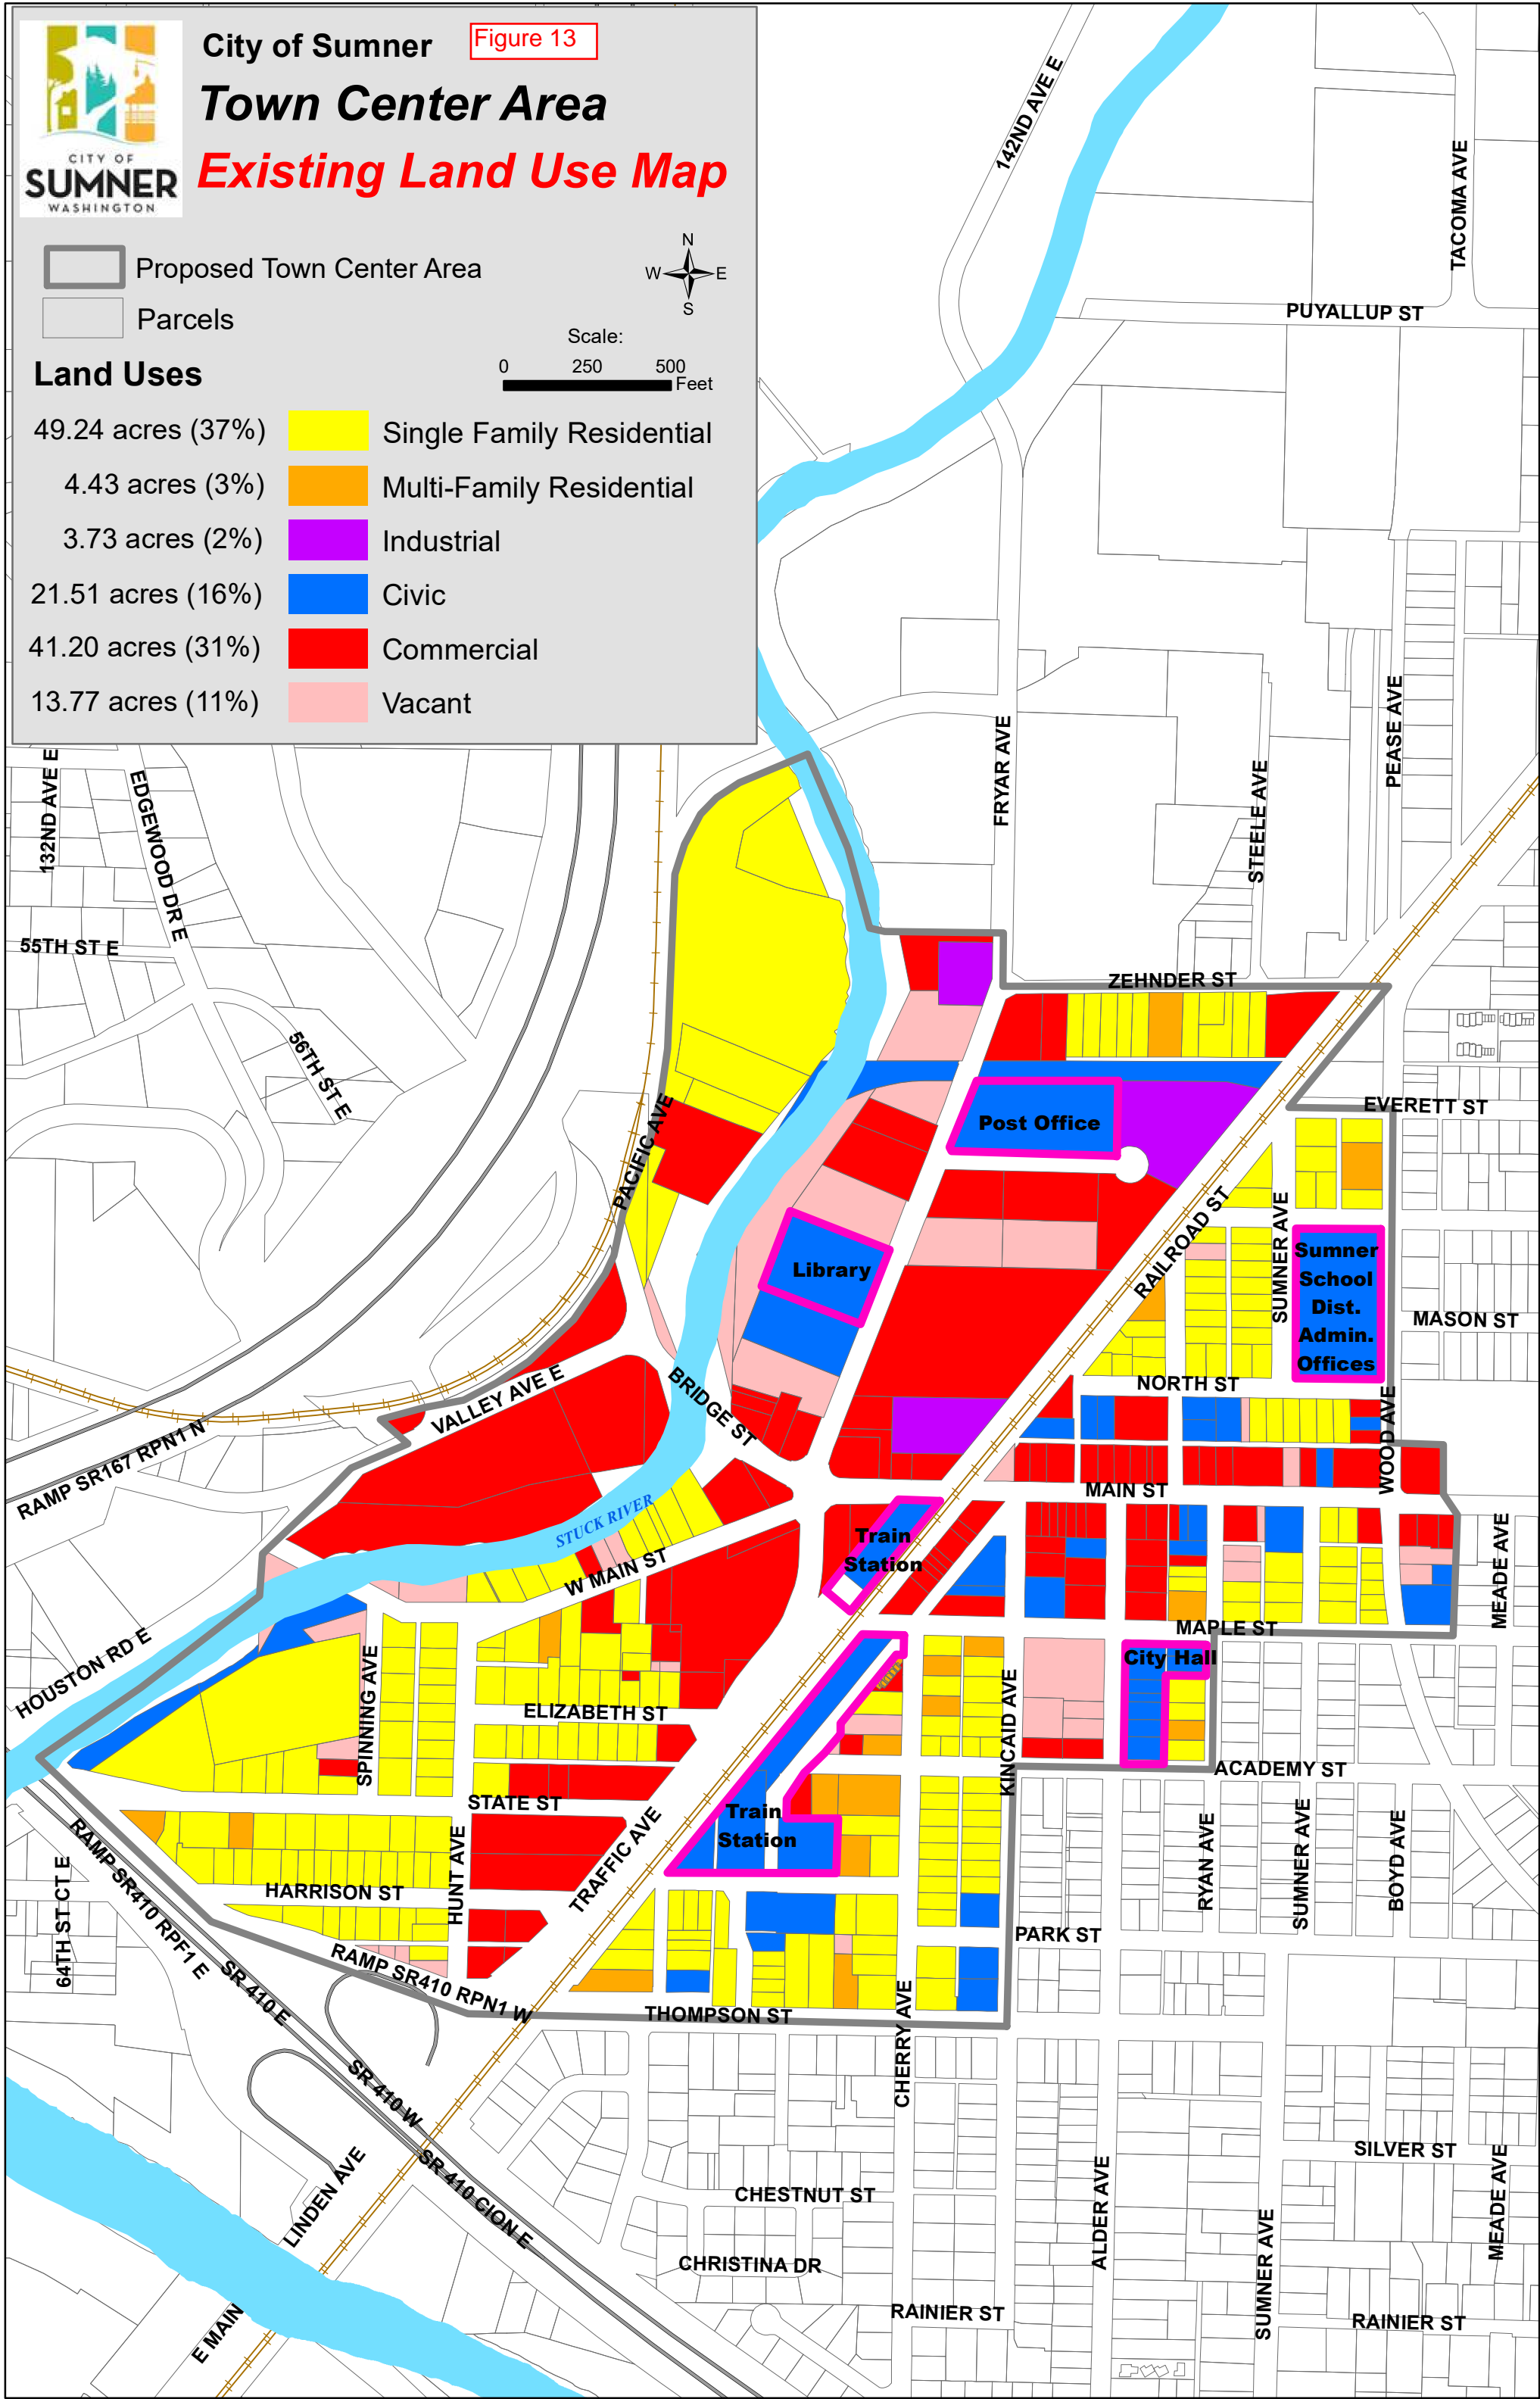 City of Sumner
Figure 13
Town Center Area
Existing Land Use Map
CITY OF
SUMNER
WASHINGTON
N
W
E
S
Proposed Town Center Area
Parcels
Scale:
0 250 500
Feet
Land Uses
49.24 acres (37%) Single Family Residential
4.43 acres (3%) Multi-Family Residential
3.73 acres (2%) Industrial
21.51 acres (16%) Civic
41.20 acres (31%) Commercial
13.77 acres (11%) Vacant
142ND AVE E
TACOMA AVE
PUYALLUP ST
132ND AVE E
EDGEWOOD DR E
55TH ST E
56TH ST E
FRYAR AVE
STEELE AVE
PEASE AVE
ZEHNDER ST
EVERETT ST
Post Office
PACIFIC AVE
RAILROAD ST
SUMNER AVE
Sumner
School
Dist.
Admin.
Offices
Library
MASON ST
NORTH ST
VALLEY AVE E
BRIDGE ST
WOOD AVE
RAMP SR167 RPN1 N
MAIN ST
STUCK RIVER
Train
Station
W MAIN ST
MEADE AVE
MAPLE ST
City Hall
HOUSTON RD E
SPINNING AVE
ELIZABETH ST
KINCAID AVE
ACADEMY ST
STATE ST
Train
Station
TRAFFIC AVE
HUNT AVE
RYAN AVE
SUMNER AVE
BOYD AVE
RAMP SR410 RPF1 E
64TH ST CT E
HARRISON ST
PARK ST
RAMP SR410 RPN1 W
SR 410 E
THOMPSON ST
CHERRY AVE
SR 410 W
SR 410 CION E
LINDEN AVE
SILVER ST
CHESTNUT ST
ALDER AVE
MEADE AVE
CHRISTINA DR
SUMNER AVE
RAINIER ST
RAINIER ST
E MAIN